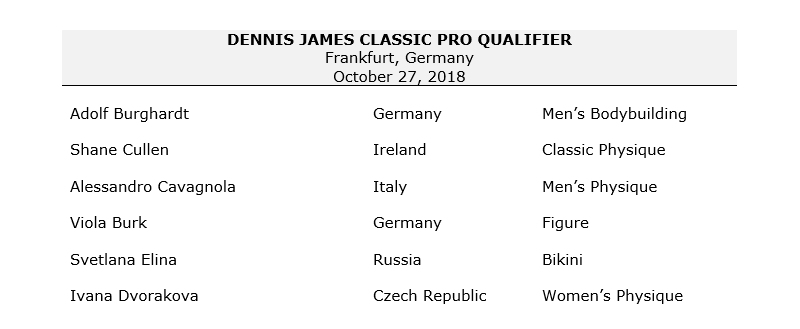 DENNIS JAMES CLASSIC PRO QUALIFIER
Frankfurt, Germany
October 27, 2018
Adolf Burghardt Germany Men’s Bodybuilding
Shane Cullen Ireland Classic Physique
Alessandro Cavagnola Italy Men’s Physique
Viola Burk Germany Figure
Svetlana Elina Russia Bikini
Ivana Dvorakova Czech Republic Women’s Physique